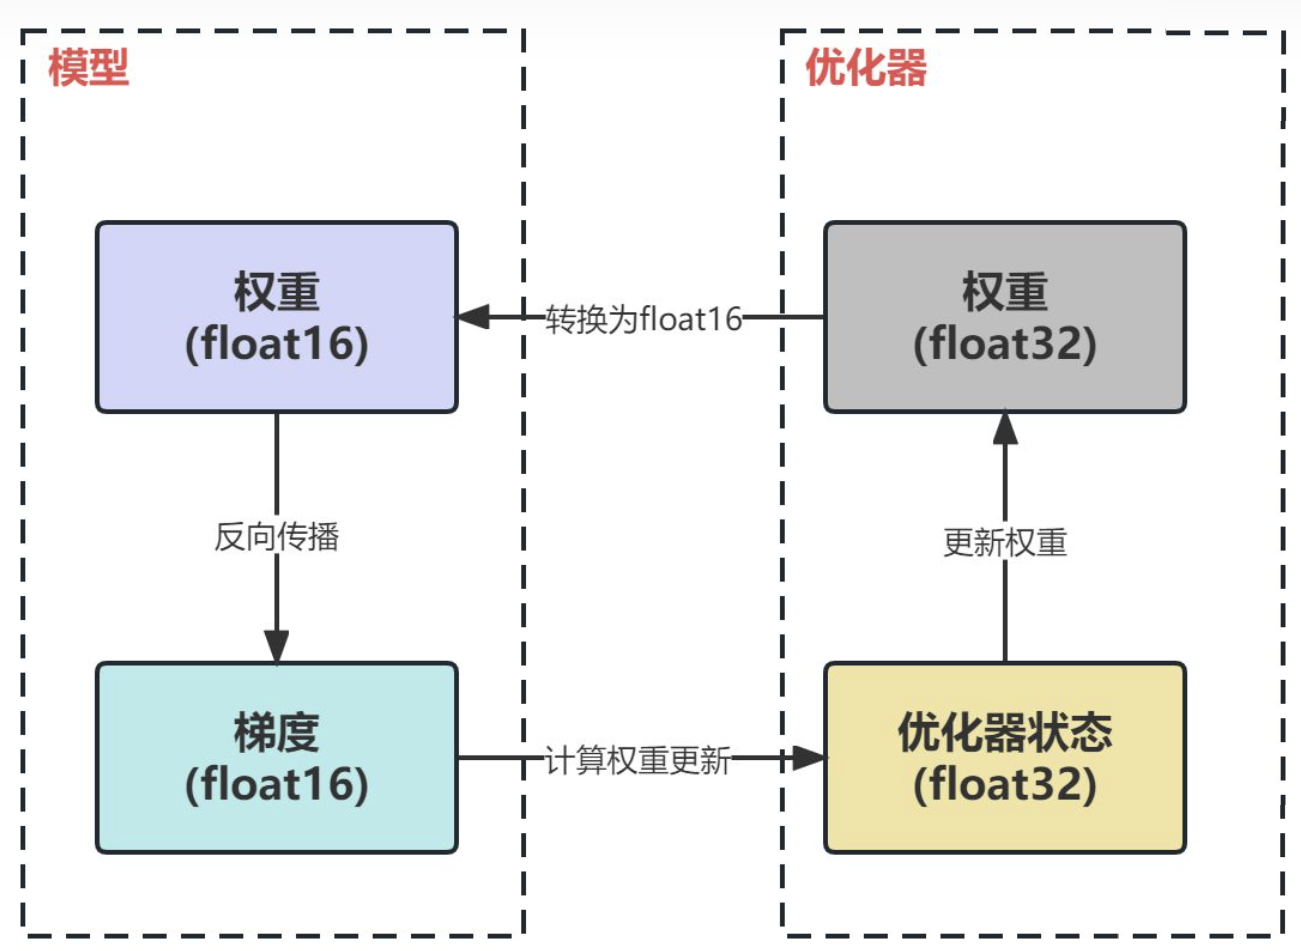 模型
优化器
权重
(float16)
转换为float16
权重
(float32)
反向传播
更新权重
梯度
(float16)
计算权重更新
优化器状态
(float32)